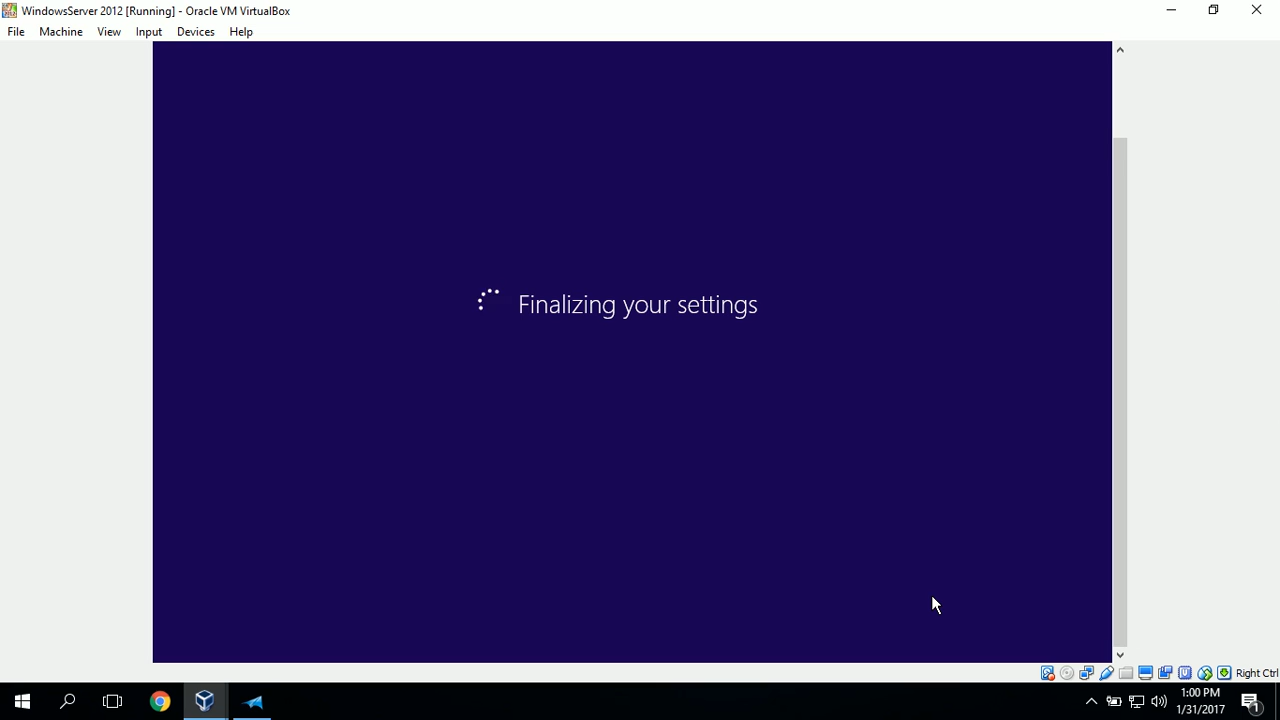 WindowsServer 2012 [Running] - Oracle VM VirtualBox
File Machine View Input Devices Help
Finalizing your settings
Right Ctrl
1:00 PM
1/31/2017
1